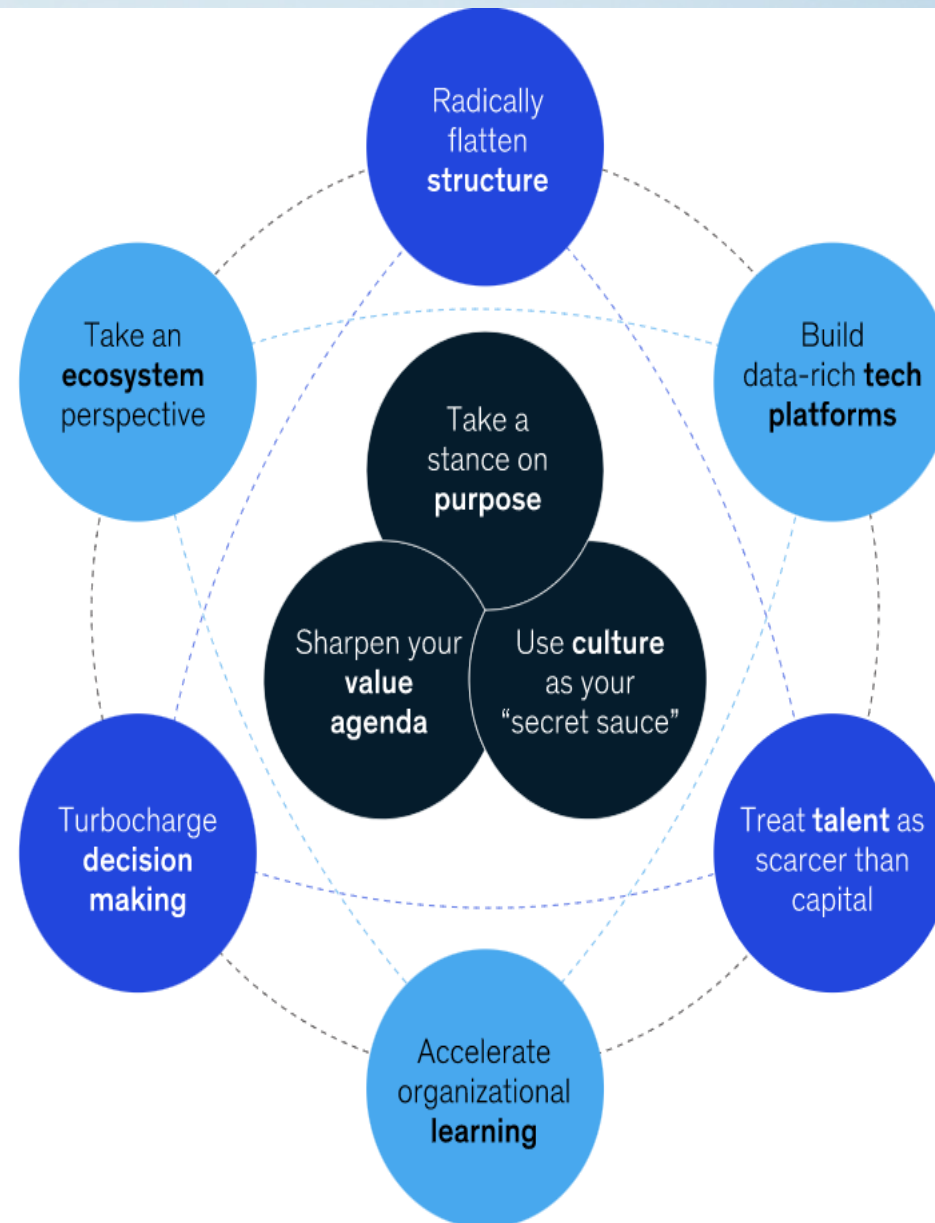 Radically
flatten
structure
Take an
ecosystem
perspective
Build
data-rich tech
platforms
Take a
stance on
purpose
Sharpen your
value
agenda
Use culture
as your
“secret sauce”
Turbocharge
decision
making
Treat talent as
scarcer than
capital
Accelerate
organizational
learning